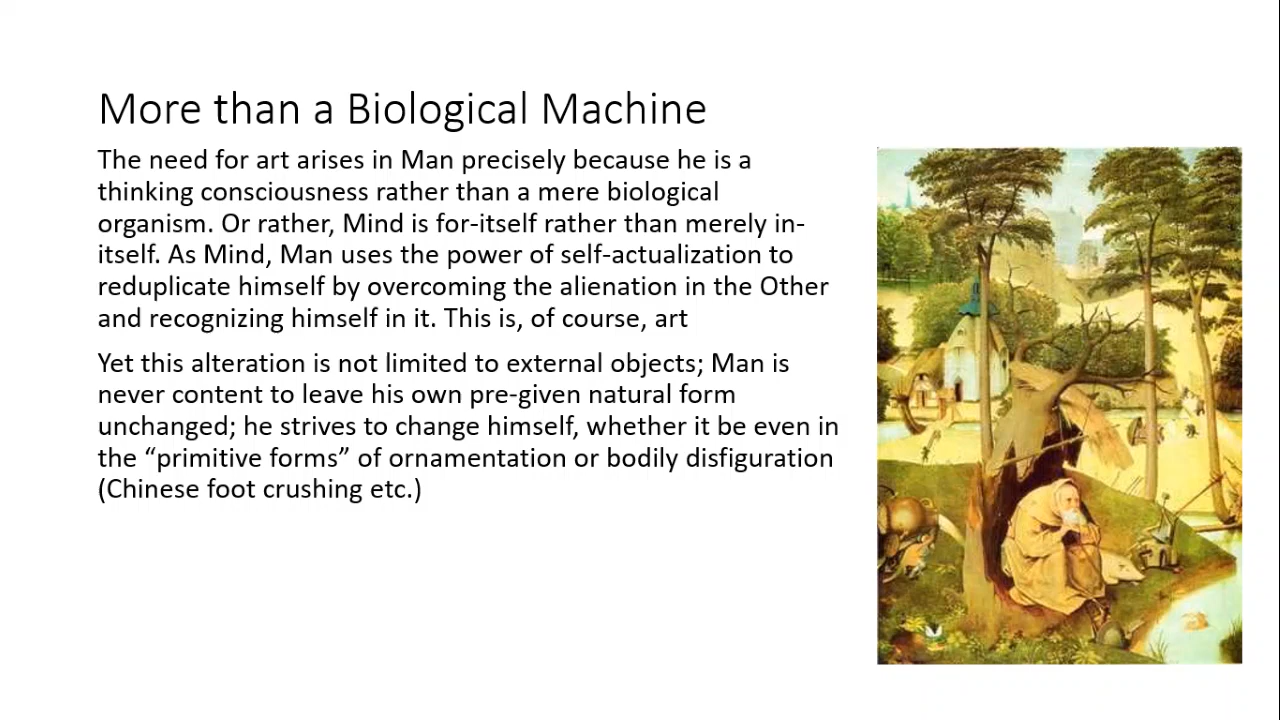 More than a Biological Machine
The need for art arises in Man precisely because he is a
thinking consciousness rather than a mere biological
organism. Or rather, Mind is for-itself rather than merely in-
itself. As Mind, Man uses the power of self-actualization to
reduplicate himself by overcoming the alienation in the Other
and recognizing himself in it. This is, of course, art
Yet this alteration is not limited to external objects; Man is
never content to leave his own pre-given natural form
unchanged; he strives to change himself, whether it be even in
the “primitive forms” of ornamentation or bodily disfiguration
(Chinese foot crushing etc.)